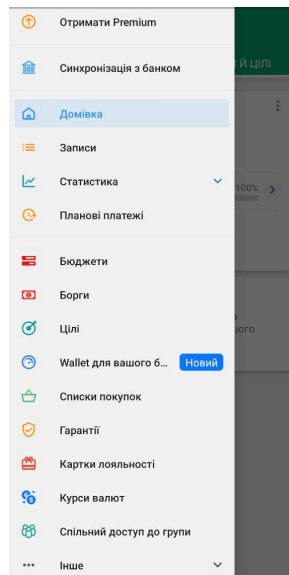 Отримати Premium
Синхронізація з банком
Й ЦІЛІ
Домівка
Записи
Статистика
100%
Планові платежі
Бюджети
Борги
Цілі
ого
Wallet для вашого б... Новий
Списки покупок
Гарантії
Картки лояльності
Курси валют
Спільний доступ до групи
Інше